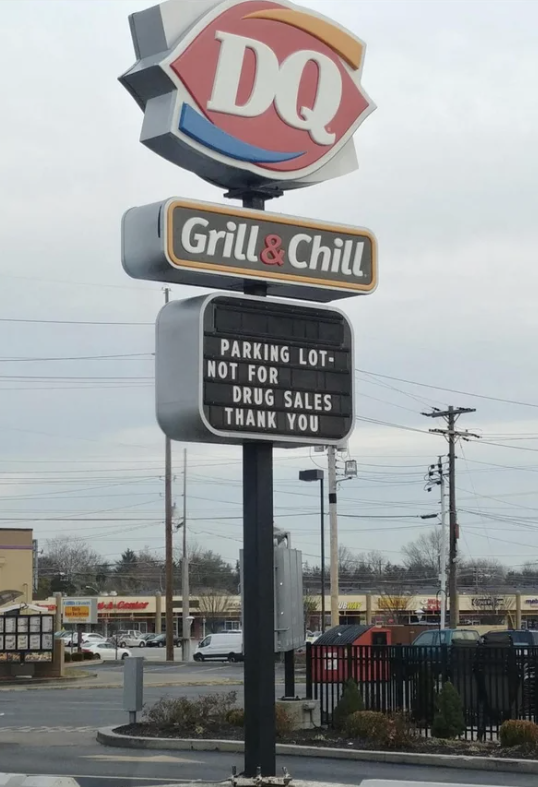 DQ
Grill & Chill
PARKING LOT-
NOT FOR
DRUG SALES
THANK YOU